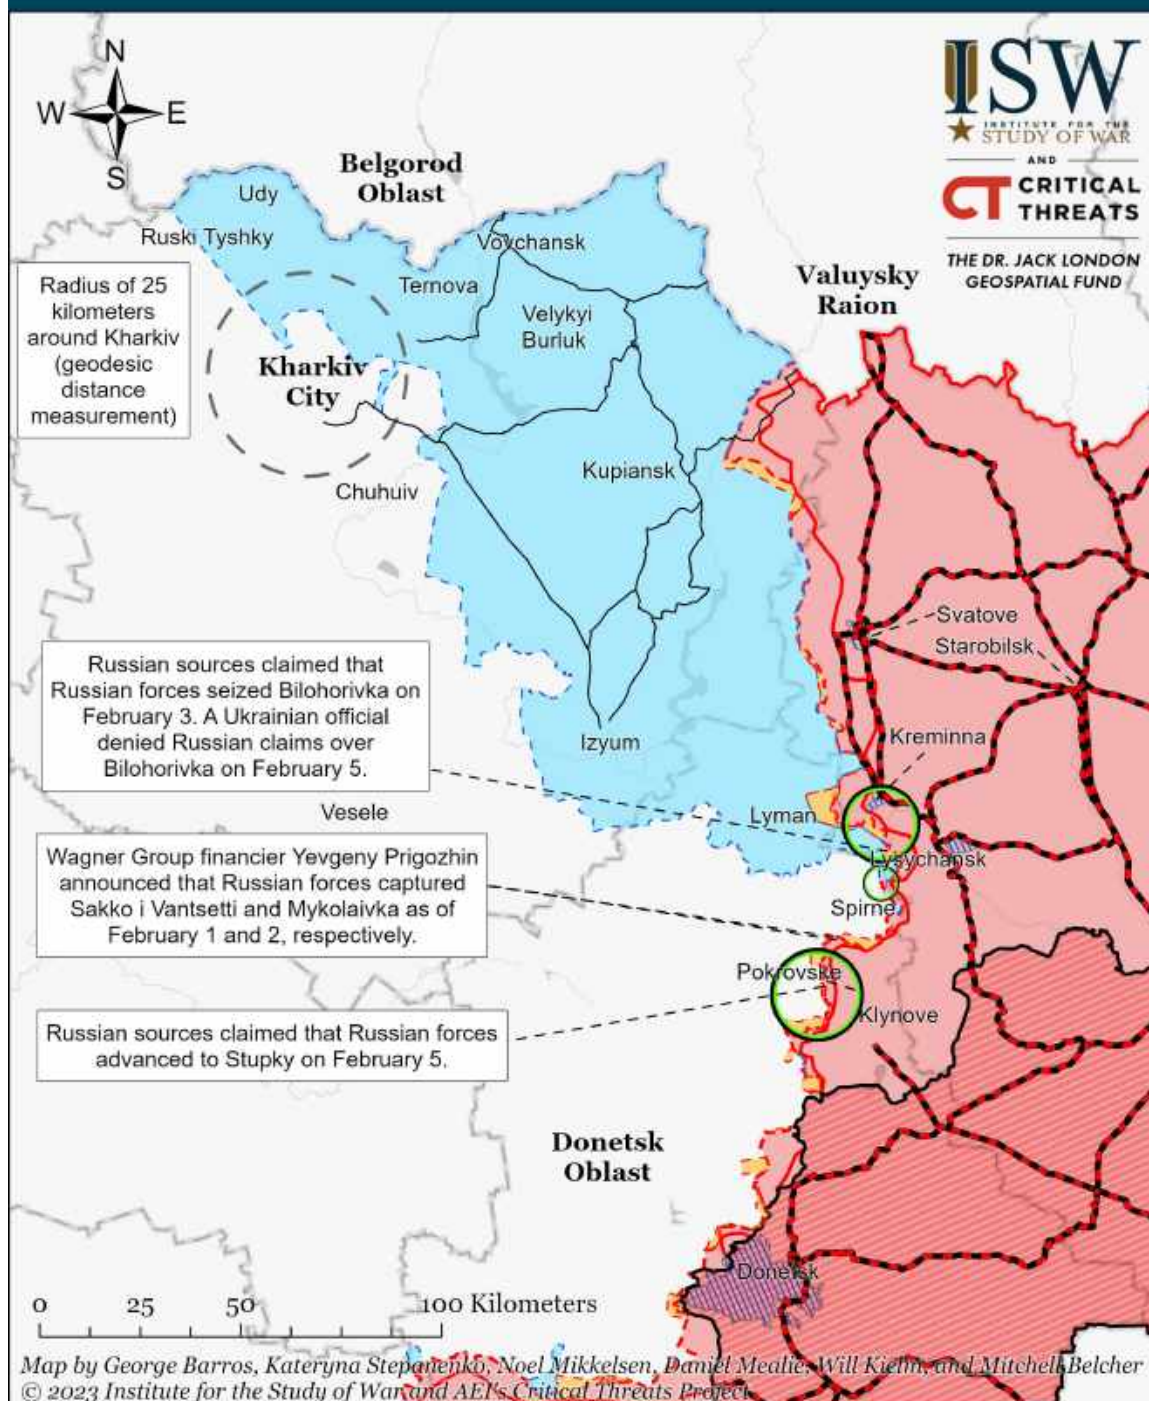 N
W E
S
ISW
INSTITUTE FOR THE
STUDY OF WAR
AND
CT CRITICAL
THREATS
THE DR. JACK LONDON
GEOSPATIAL FUND
Belgorod
Oblast
Udy
Ruski Tyshky
Vovchansk
Ternova
Valuysky
Raion
Radius of 25
kilometers
around Kharkiv
(geodesic
distance
measurement)
Velykyi
Burluk
Kharkiv
City
Kupiansk
Chuhuiv
Svatove
Starobilsk
Russian sources claimed that
Russian forces seized Bilohorivka on
February 3. A Ukrainian official
denied Russian claims over
Bilohorivka on February 5.
Izyum
Kreminna
Vesele
Lyman
Lysychansk
Wagner Group financier Yevgeny Prigozhin
announced that Russian forces captured
Sakko i Vantsetti and Mykolaivka as of
February 1 and 2, respectively.
Spirne
Pokrovske
Klynove
Russian sources claimed that Russian forces
advanced to Stupky on February 5.
Donetsk
Oblast
Donetsk
0 25 50 100 Kilometers
Map by George Barros, Kateryna Stepanenko, Noel Mikkelsen, Daniel Mealie, Will Kielm, and Mitchell Belcher
© 2023 Institute for the Study of War and AEI's Critical Threats Project